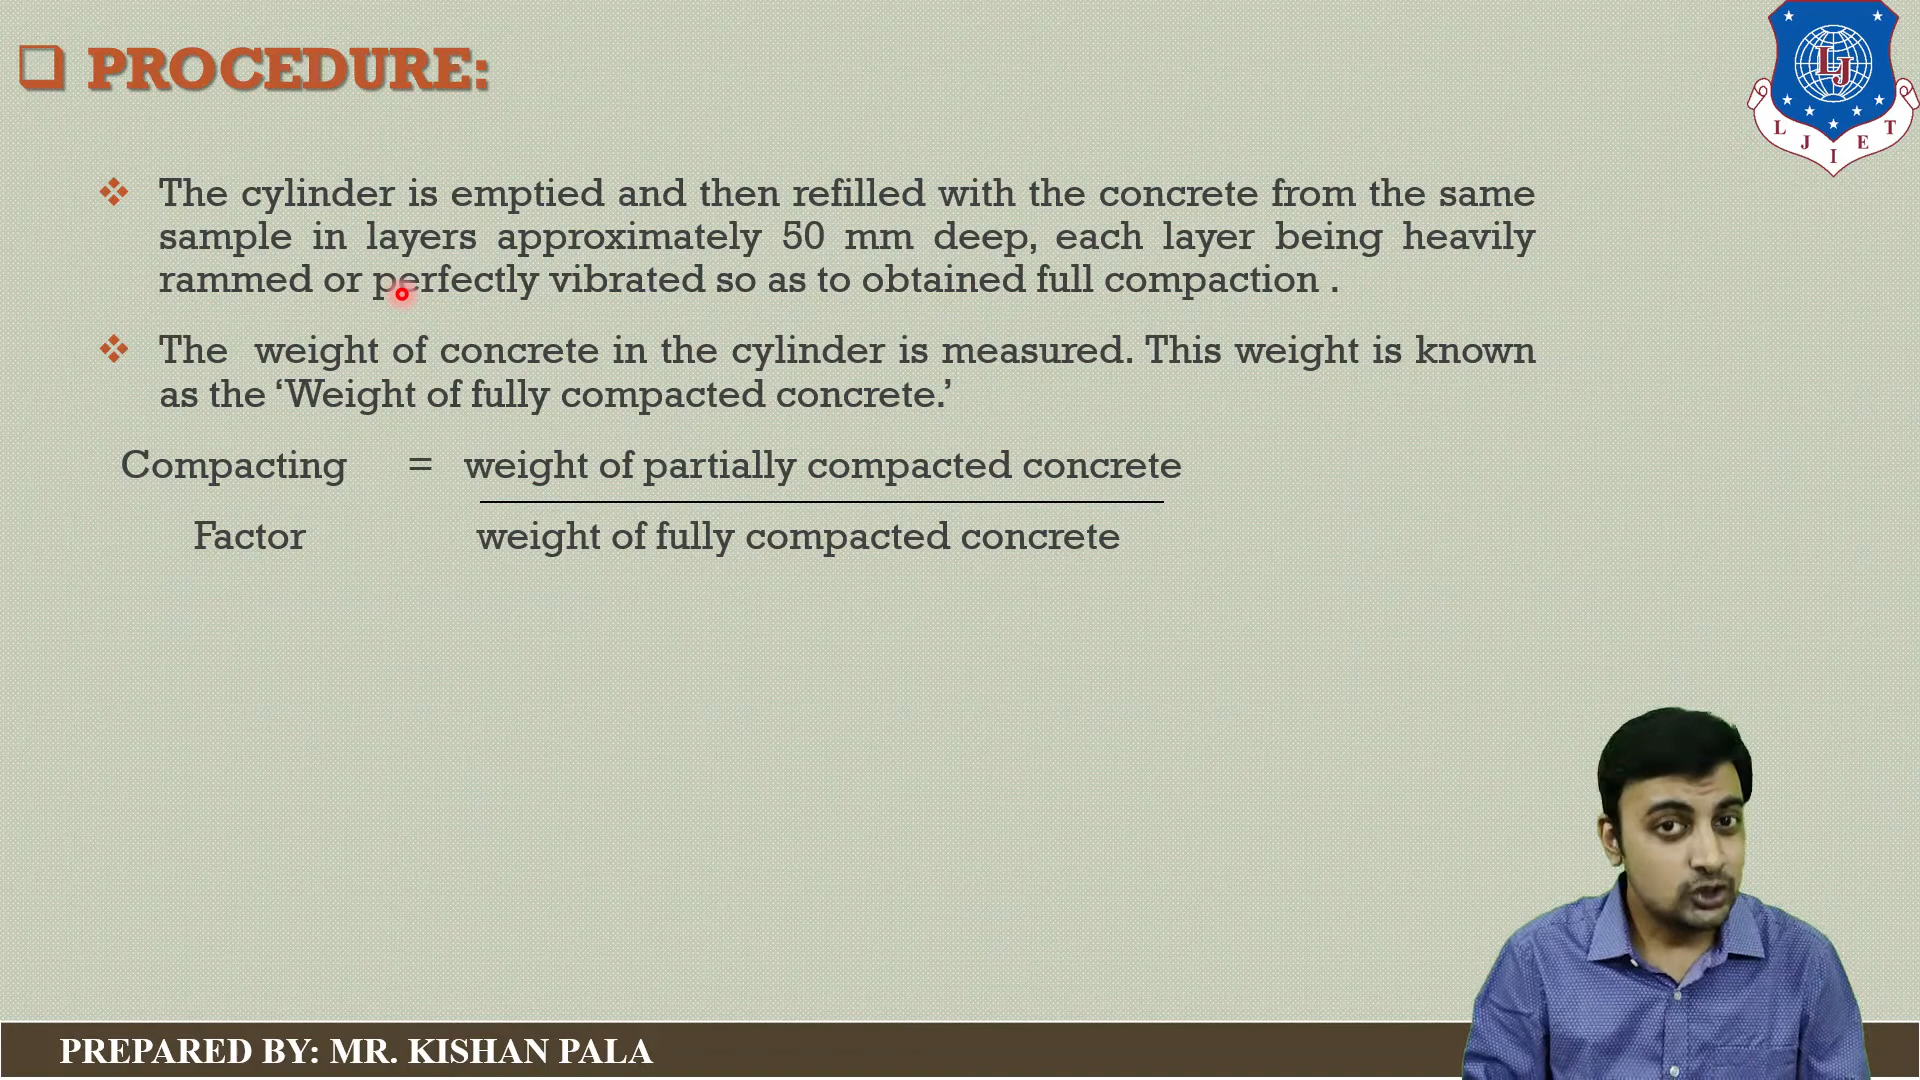 PROCEDURE:
LJ
L J I E T
The cylinder is emptied and then refilled with the concrete from the same
sample in layers approximately 50 mm deep, each layer being heavily
rammed or perfectly vibrated so as to obtained full compaction .
The weight of concrete in the cylinder is measured. This weight is known
as the ‘Weight of fully compacted concrete.’
Compacting = weight of partially compacted concrete
Factor weight of fully compacted concrete
PREPARED BY: MR. KISHAN PALA